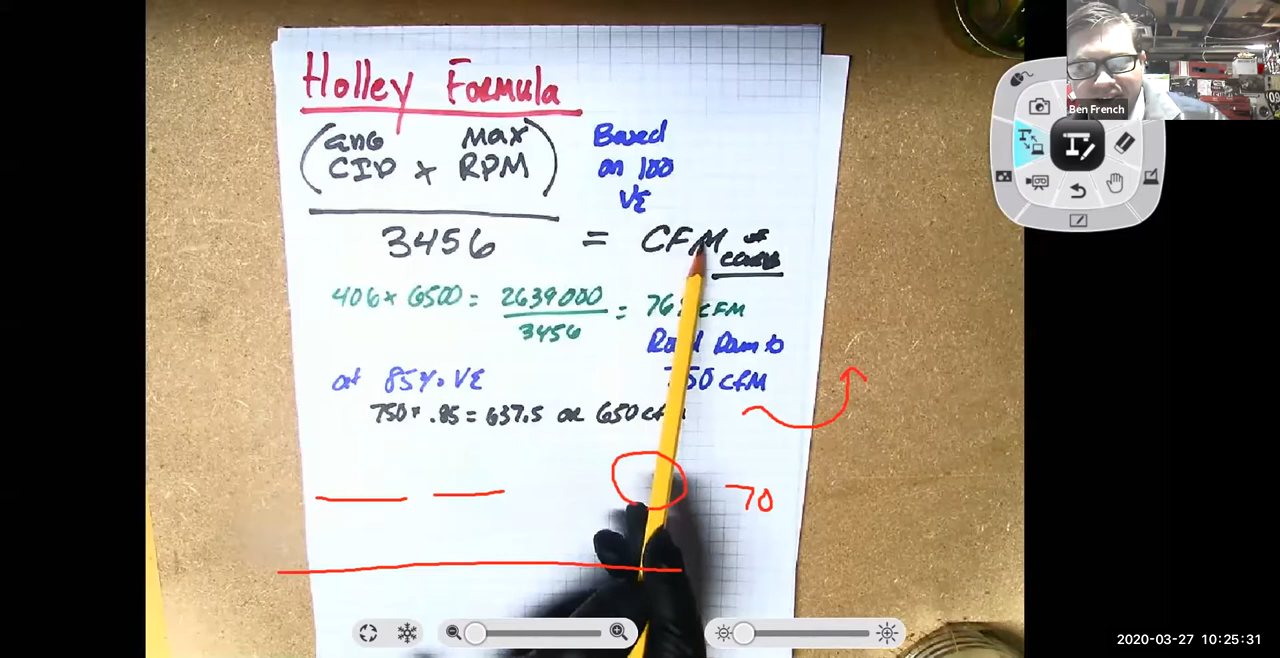 Holley Formula
(eng CID × Max RPM)
3456
Based
on 100
VE
= CFM of
406 × 6500 = 2639000 = 76 CFM
3456
Down to
750 CFM
at 85% VE
750 × .85 = 637.5 or 650 cf
70
Ben French
2020-03-27 10:25:31